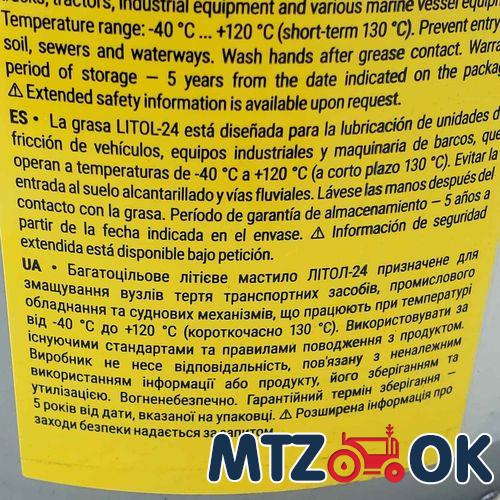 trucks, tractors, industrial equipment and various marine vessel equip
Temperature range: -40 °C ... +120 °C (short-term 130 °C). Prevent entry
soil, sewers and waterways. Wash hands after grease contact. Warra
period of storage — 5 years from the date indicated on the packag
⚠ Extended safety information is available upon request.
ES • La grasa LITOL-24 está diseñada para la lubricación de unidades d
fricción de vehículos, equipos industriales y maquinaria de barcos, que
operan a temperaturas de -40 °C a +120 °C (a corto plazo 130 °C). Evitar la
entrada al suelo alcantarillado y vías fluviales. Lávese las manos después del
contacto con la grasa. Período de garantía de almacenamiento — 5 años a
partir de la fecha indicada en el envase. ⚠ Información de seguridad
extendida está disponible bajo petición.
UA • Багатоцільове літієве мастило ЛІТОЛ-24 призначене для
змащування вузлів тертя транспортних засобів, промислового
обладнання та суднових механізмів, що працюють при температурі
від -40 °C до +120 °C (короткочасно 130 °C). Використовувати за
існуючими стандартами та правилами поводження з продуктом.
Виробник не несе відповідальність, пов'язану з неналежним
використанням інформації або продукту, його зберіганням та
утилізацією. Вогненебезпечно. Гарантійний термін зберігання —
5 років від дати, вказаної на упаковці. ⚠ Розширена інформація про
заходи безпеки надається за запитом.
MTZ OK